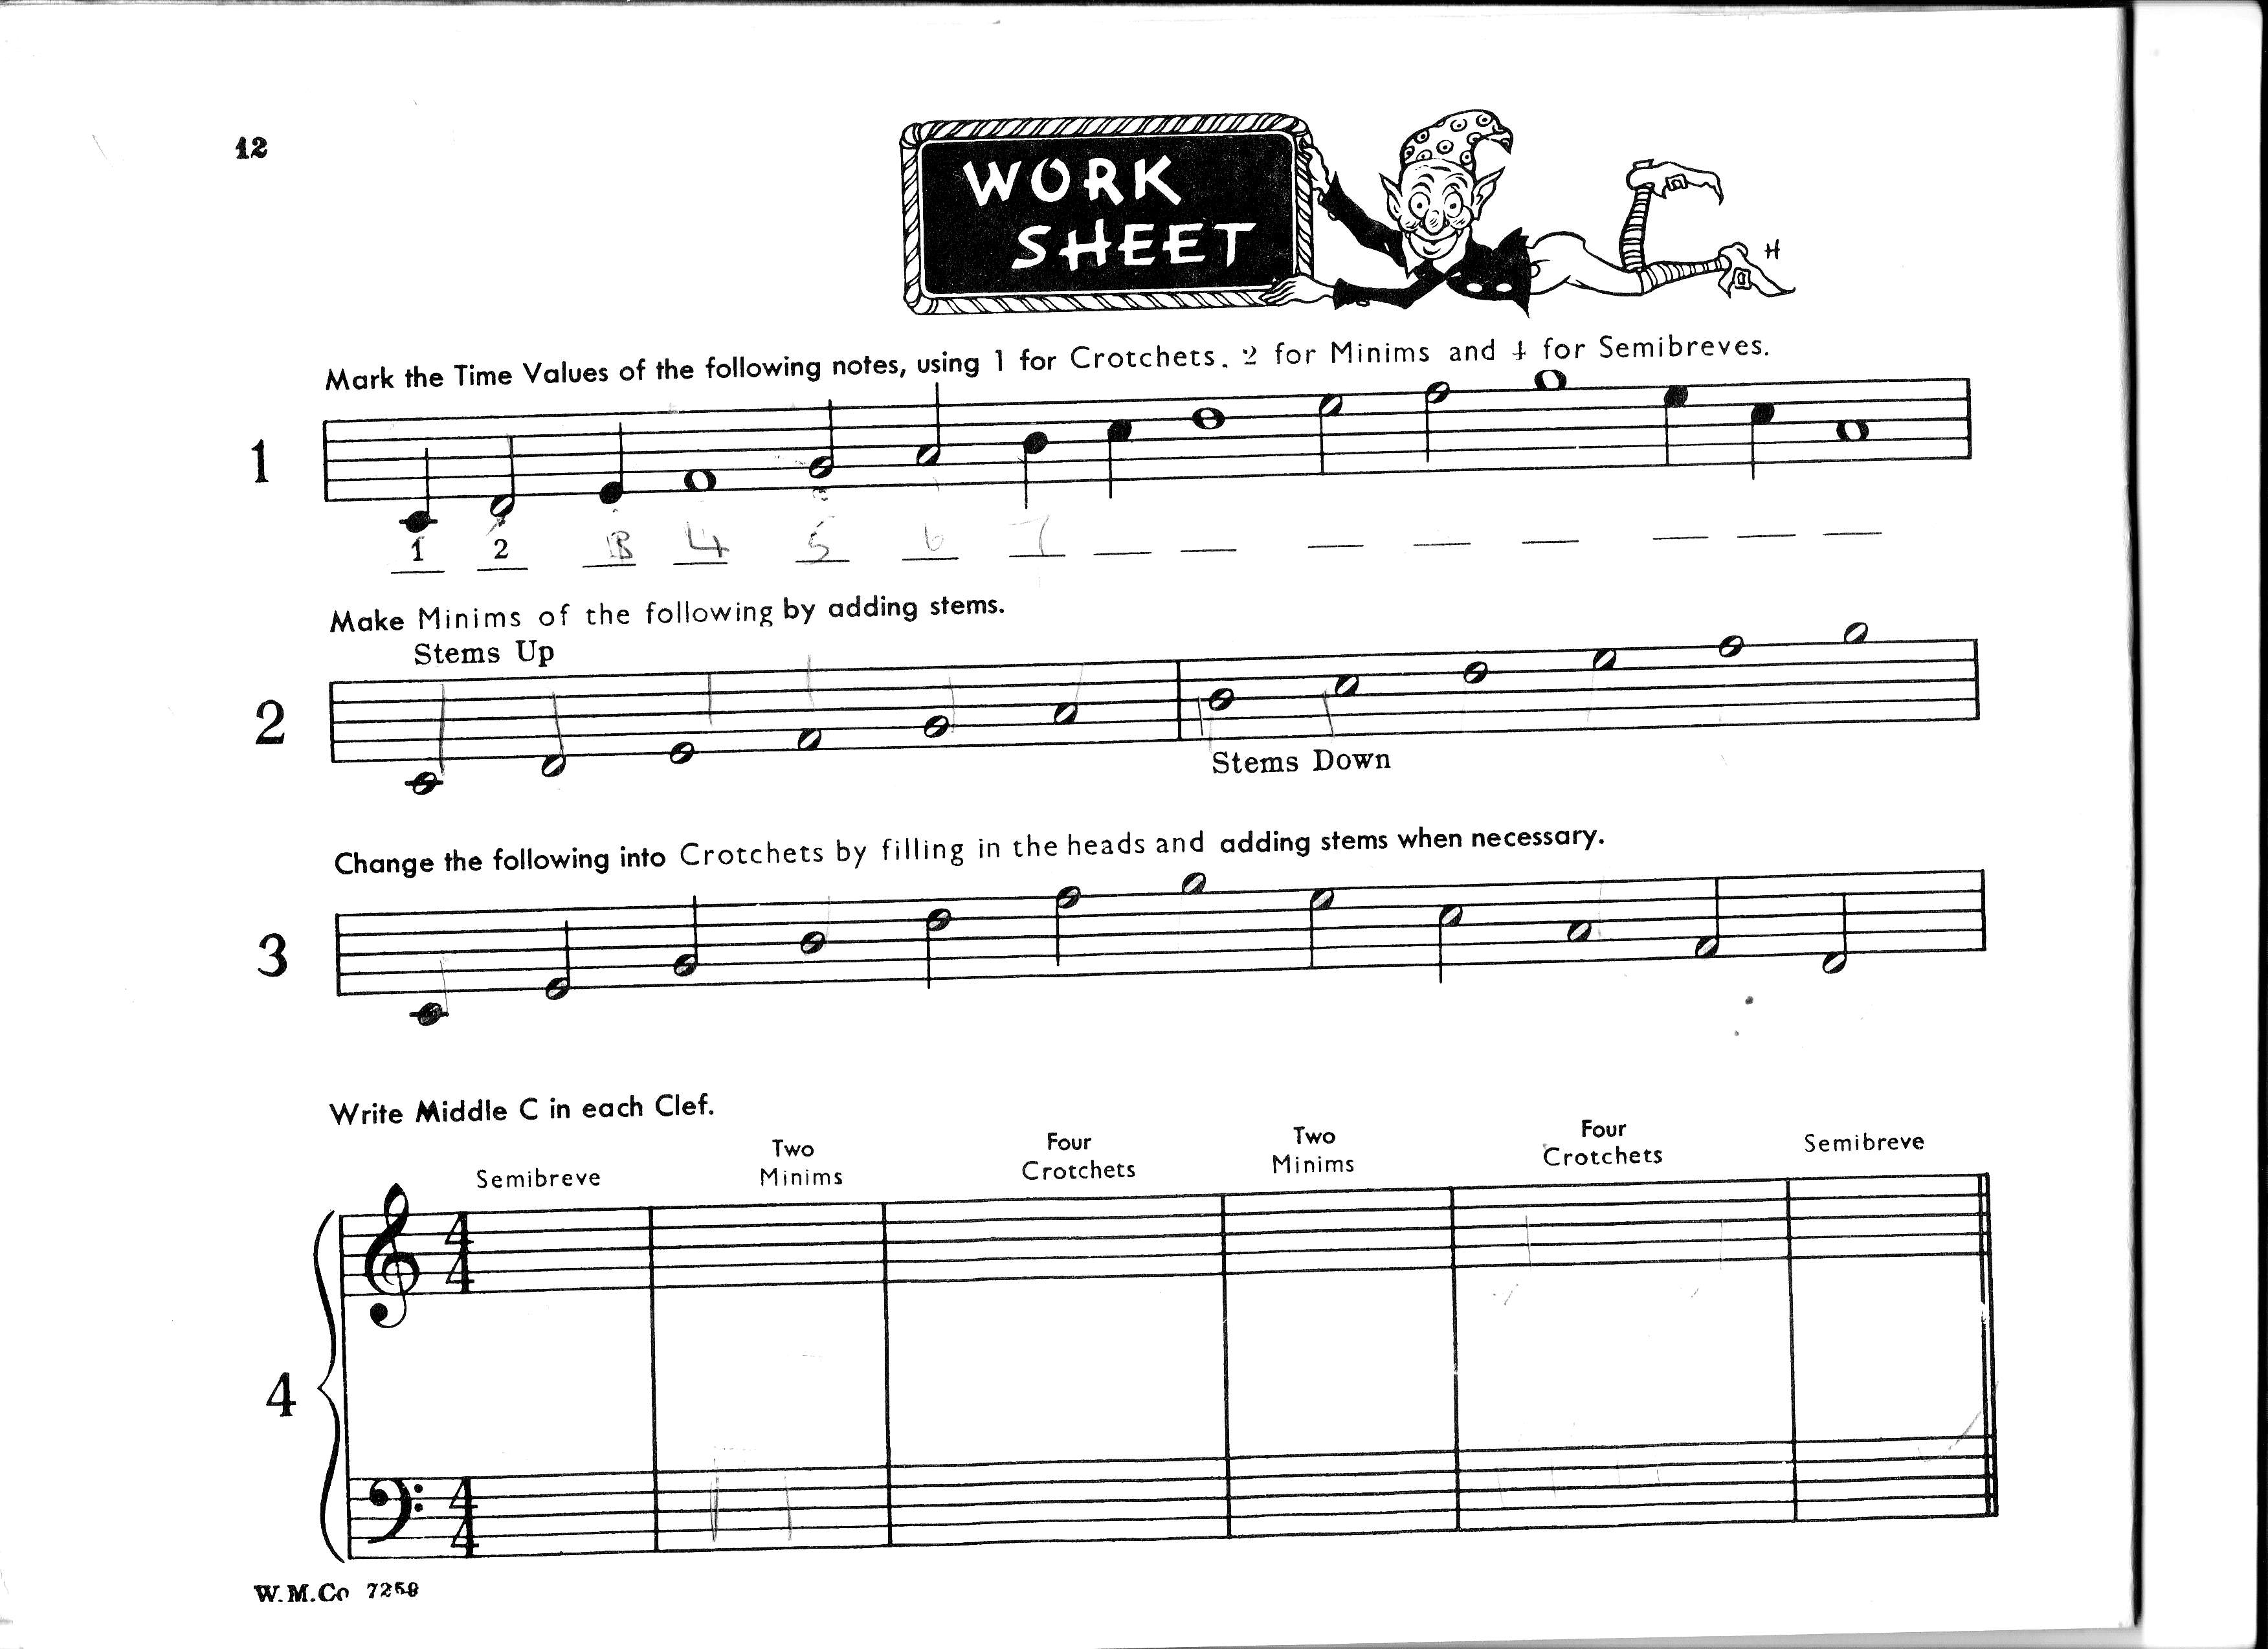 12
WORK
SHEET
H
Mark the Time Values of the following notes, using 1 for Crotchets. 2 for Minims and 4 for Semibreves.
1
1 2 3 4 5 6 7
Make Minims of the following by adding stems.
Stems Up
2
Stems Down
Change the following into Crotchets by filling in the heads and adding stems when necessary.
3
Write Middle C in each Clef.
Semibreve
Two
Minims
Four
Crotchets
Two
Minims
Four
Crotchets
Semibreve
4
4
4
4
4
W.M.Co 7259